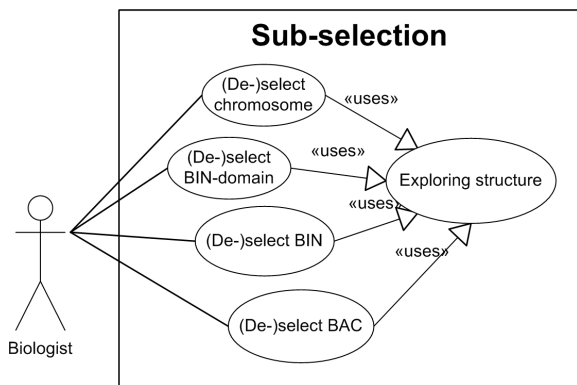 Sub-selection
(De-)select
chromosome
«uses»
(De-)select
BIN-domain
«uses»
Exploring structure
«uses»
(De-)select BIN
«uses»
(De-)select BAC
Biologist